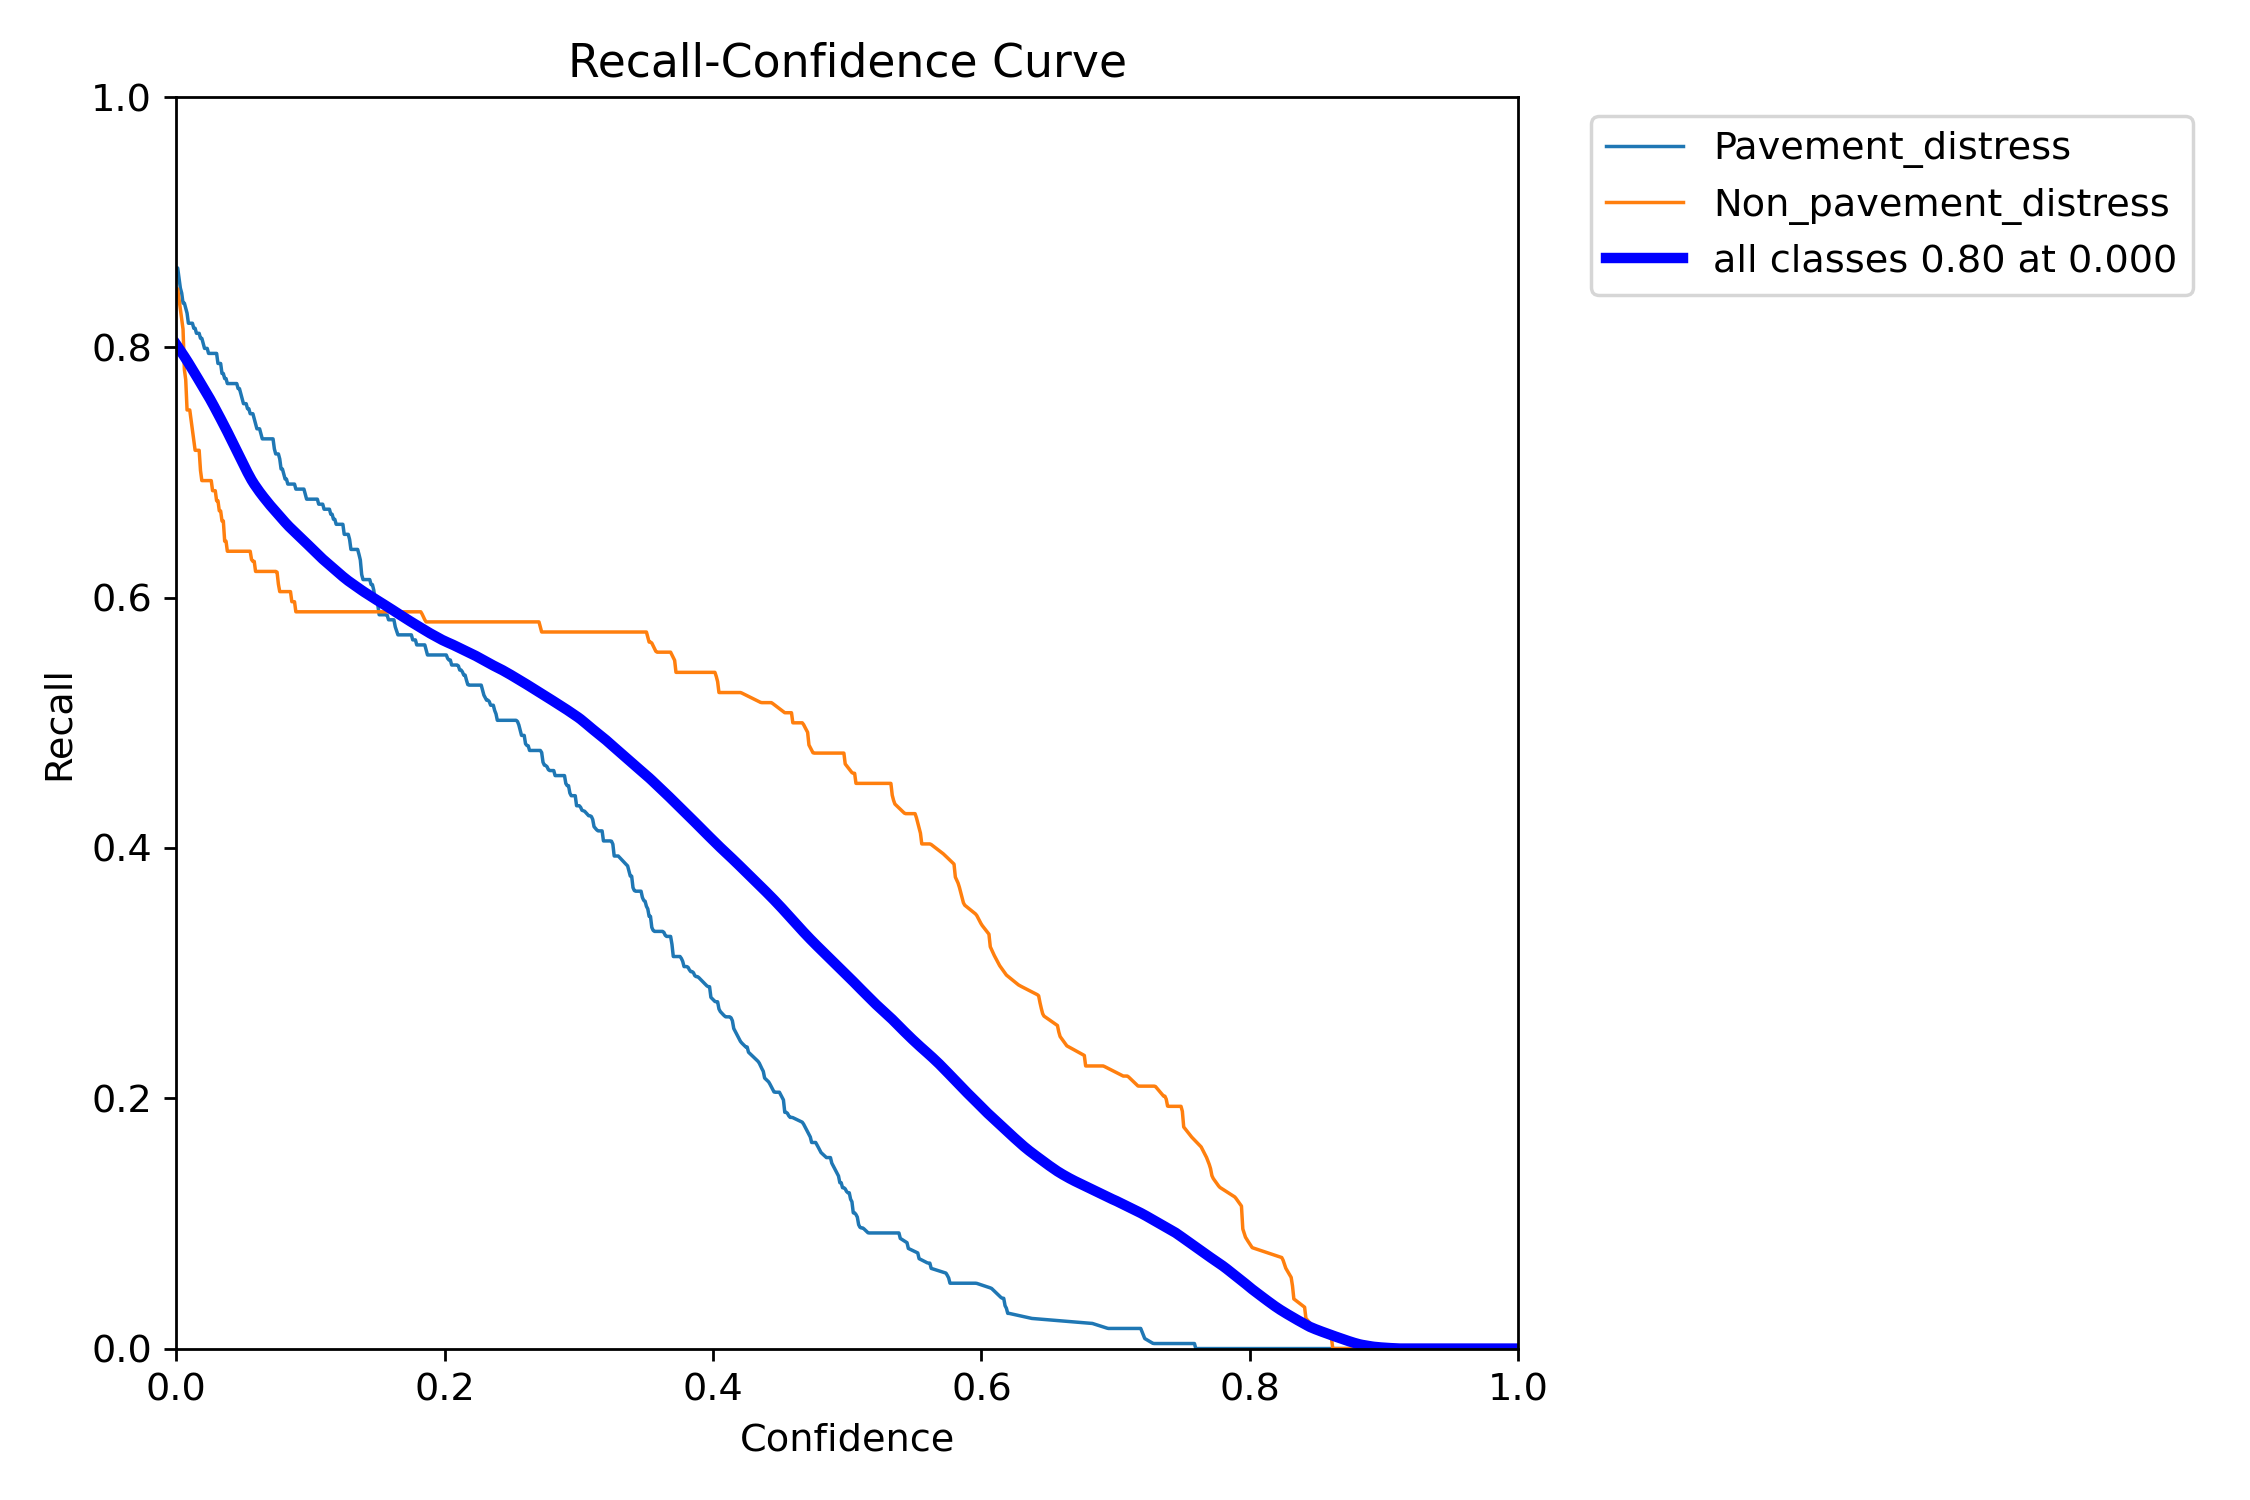 Recall-Confidence Curve
1.0
0.8
0.6
0.4
0.2
0.0
Recall
0.0 0.2 0.4 0.6 0.8 1.0
Confidence
Pavement_distress
Non_pavement_distress
all classes 0.80 at 0.000